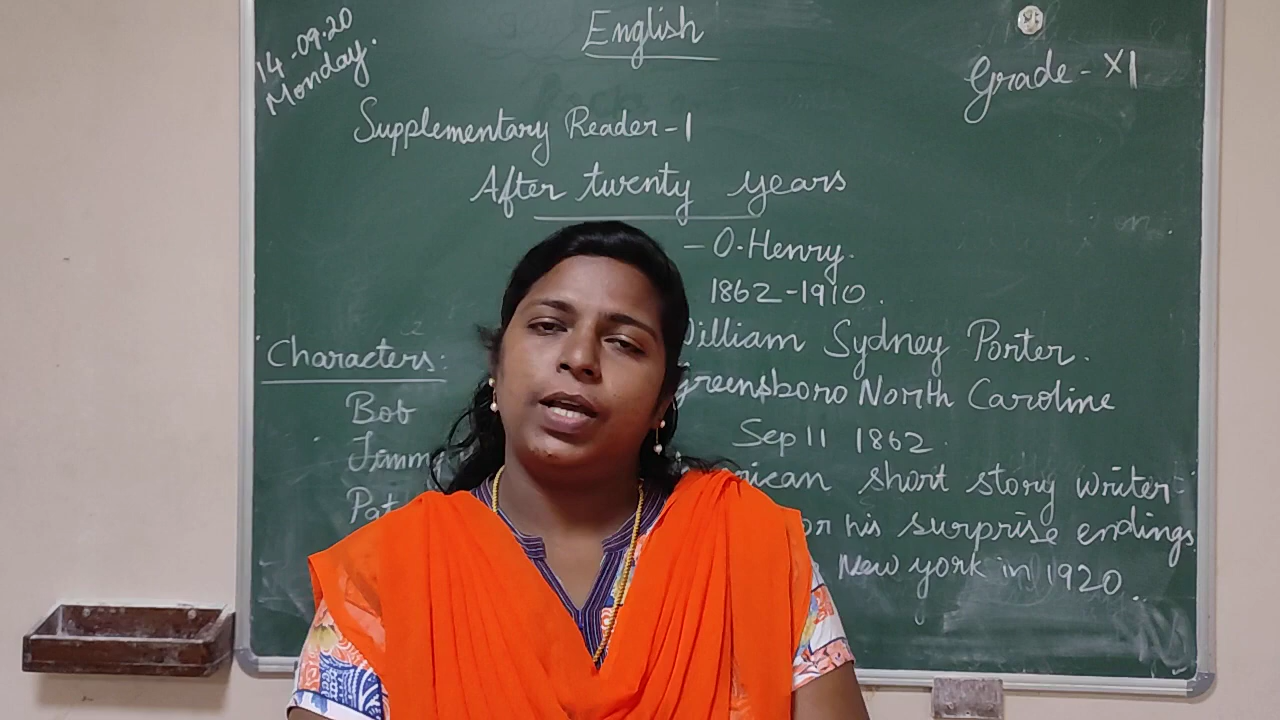 14-09-20
Monday.
English
Grade - XI
Supplementary Reader-1
After twenty years
- O.Henry.
1862-1910.
William Sydney Porter.
Greensboro North Caroline
Sep 11 1862.
short story writer
his surprise endings
New york in 1920..
Characters:
Bob